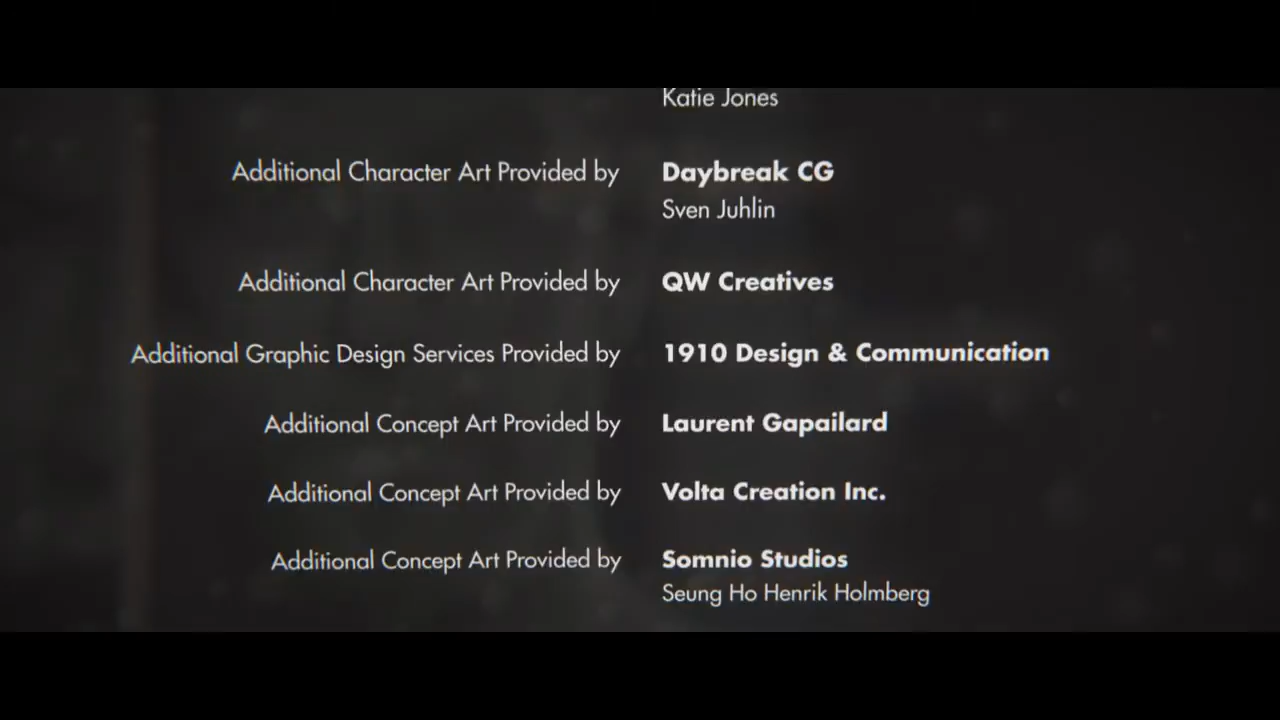 Katie Jones
Additional Character Art Provided by Daybreak CG
Sven Juhlin
Additional Character Art Provided by QW Creatives
Additional Graphic Design Services Provided by 1910 Design & Communication
Additional Concept Art Provided by Laurent Gapailard
Additional Concept Art Provided by Volta Creation Inc.
Additional Concept Art Provided by Somnio Studios
Seung Ho Henrik Holmberg